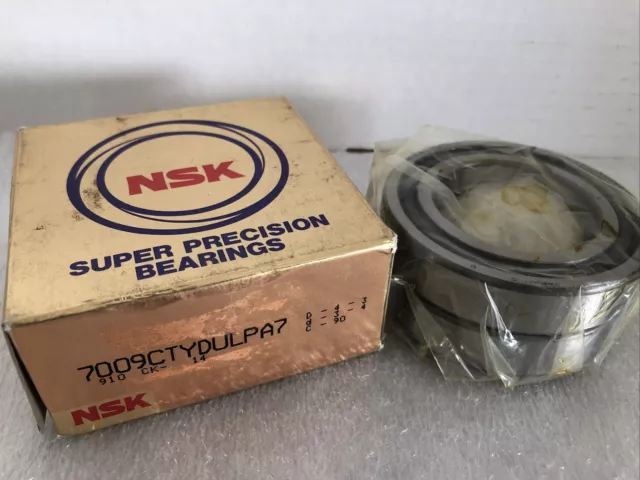 NSK
SUPER PRECISION
BEARINGS
7009CTYDULPA7
910 CK- 14
NSK